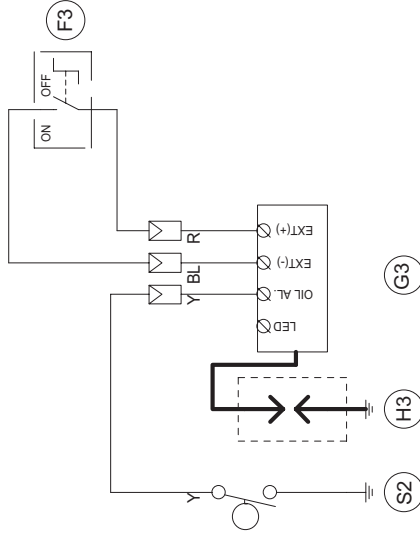 F3
OFF
ON
R
BL
Y
EXT(+)
EXT(-)
OIL AL.
LED
G3
H3
Y
S2